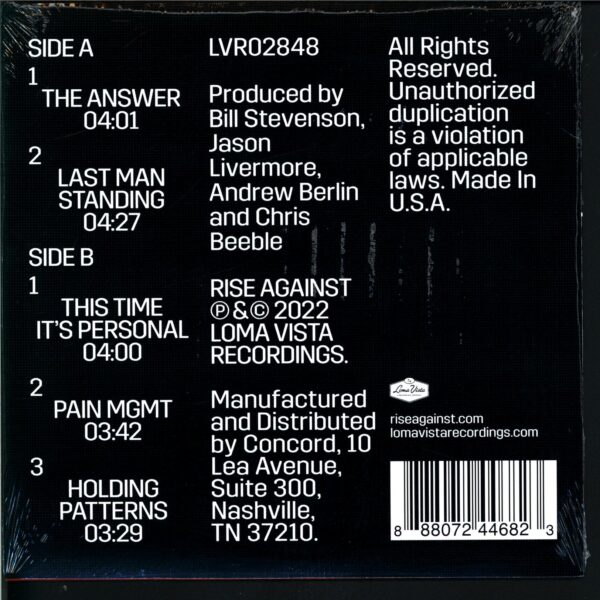 SIDE A
1
THE ANSWER
04:01
2
LAST MAN
STANDING
04:27
SIDE B
1
THIS TIME
IT'S PERSONAL
04:00
2
PAIN MGMT
03:42
3
HOLDING
PATTERNS
03:29
LVR02848
Produced by
Bill Stevenson,
Jason
Livermore,
Andrew Berlin
and Chris
Beeble
RISE AGAINST
℗ & © 2022
LOMA VISTA
RECORDINGS.
Manufactured
and Distributed
by Concord, 10
Lea Avenue,
Suite 300,
Nashville,
TN 37210.
All Rights
Reserved.
Unauthorized
duplication
is a violation
of applicable
laws. Made In
U.S.A.
Loma Vista
riseagainst.com
lomavistarecordings.com
8 88072 44682 3